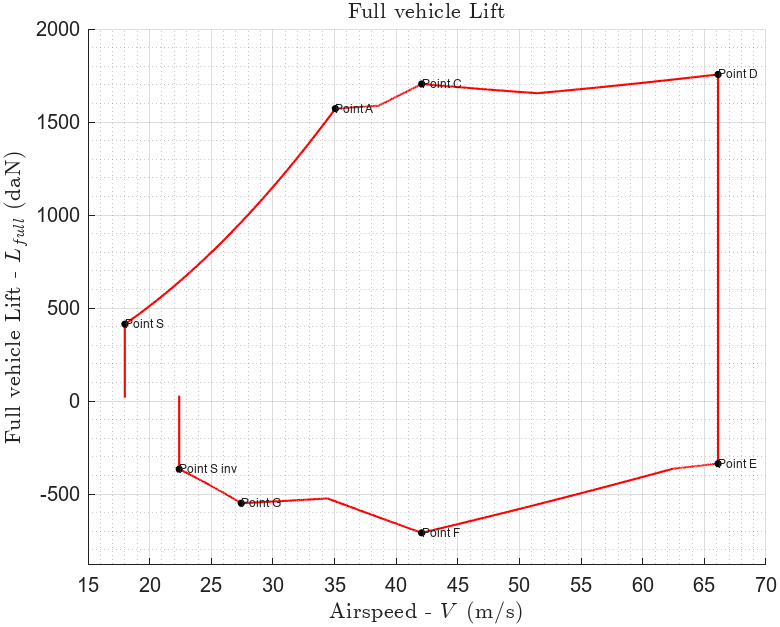 Full vehicle Lift
2000
1500
1000
500
0
-500
Full vehicle Lift - L_full (daN)
Point S
Point A
Point C
Point D
Point S inv
Point G
Point F
Point E
15 20 25 30 35 40 45 50 55 60 65 70
Airspeed - V (m/s)